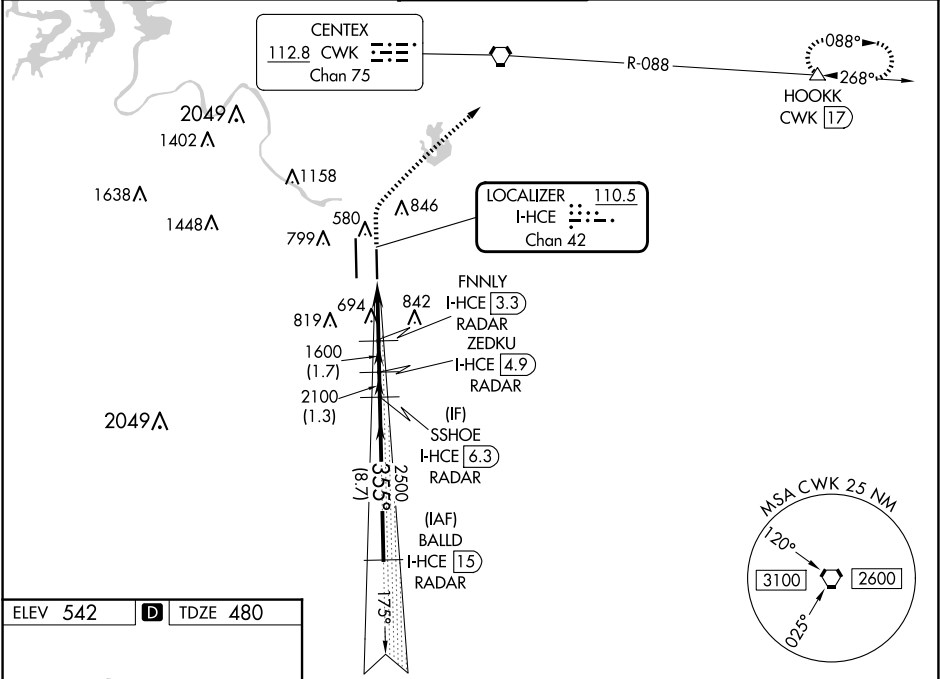 CENTEX
112.8 CWK
Chan 75
R-088
088°
268°
HOOKK
CWK 17
2049
1402
1158
1638
1448
580
846
799
LOCALIZER 110.5
I-HCE
Chan 42
FNNLY
I-HCE 3.3
RADAR
694
842
819
ZEDKU
I-HCE 4.9
RADAR
1600
(1.7)
2100
(1.3)
2049
(IF)
SSHOE
I-HCE 6.3
RADAR
2500
355°
(8.7)
(IAF)
BALLD
I-HCE 15
RADAR
175°
MSA CWK 25 NM
120°
3100
2600
025°
ELEV 542 D TDZE 480